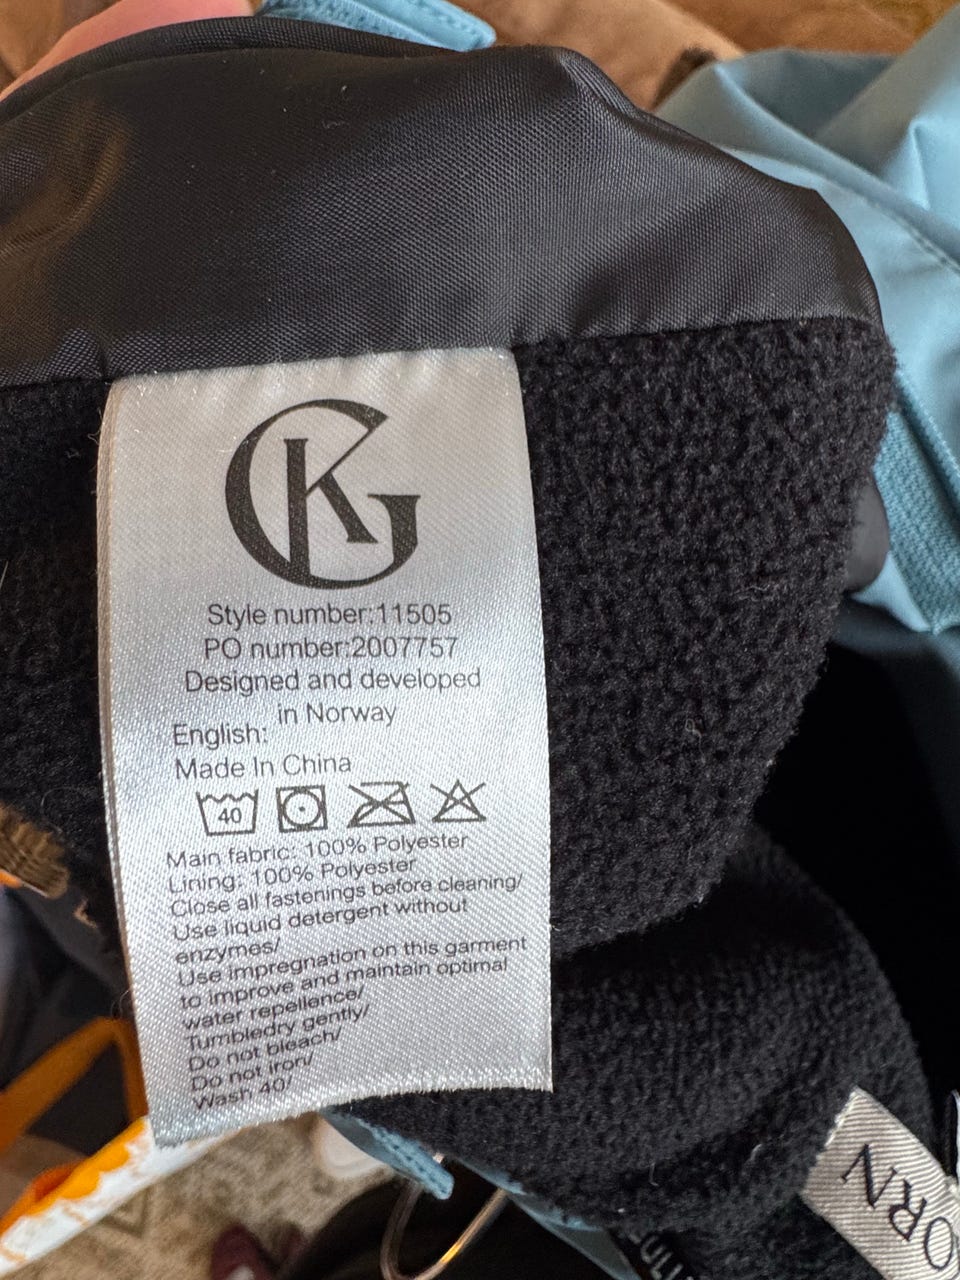 KG
Style number:11505
PO number:2007757
Designed and developed
in Norway
English:
Made In China
40
Main fabric: 100% Polyester
Lining: 100% Polyester
Close all fastenings before cleaning/
Use liquid detergent without
enzymes/
Use impregnation on this garment
to improve and maintain optimal
water repellence/
Tumbledry gently/
Do not bleach/
Do not iron/
Wash 40/
ORN